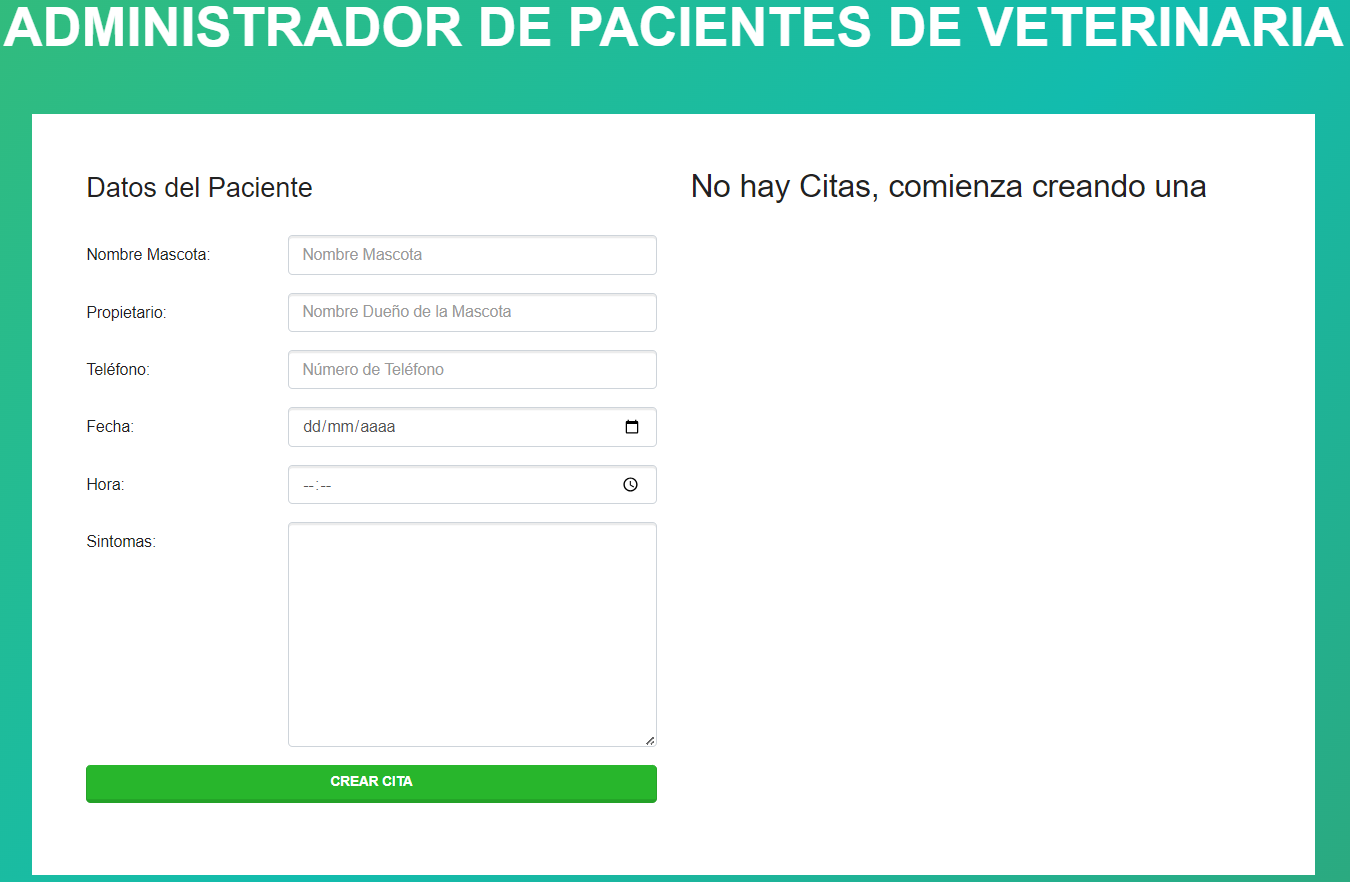 ADMINISTRADOR DE PACIENTES DE VETERINARIA
Datos del Paciente
Nombre Mascota:
Nombre Mascota
Propietario:
Nombre Dueño de la Mascota
Teléfono:
Número de Teléfono
Fecha:
dd/mm/aaaa
Hora:
--:--
Sintomas:
CREAR CITA
No hay Citas, comienza creando una